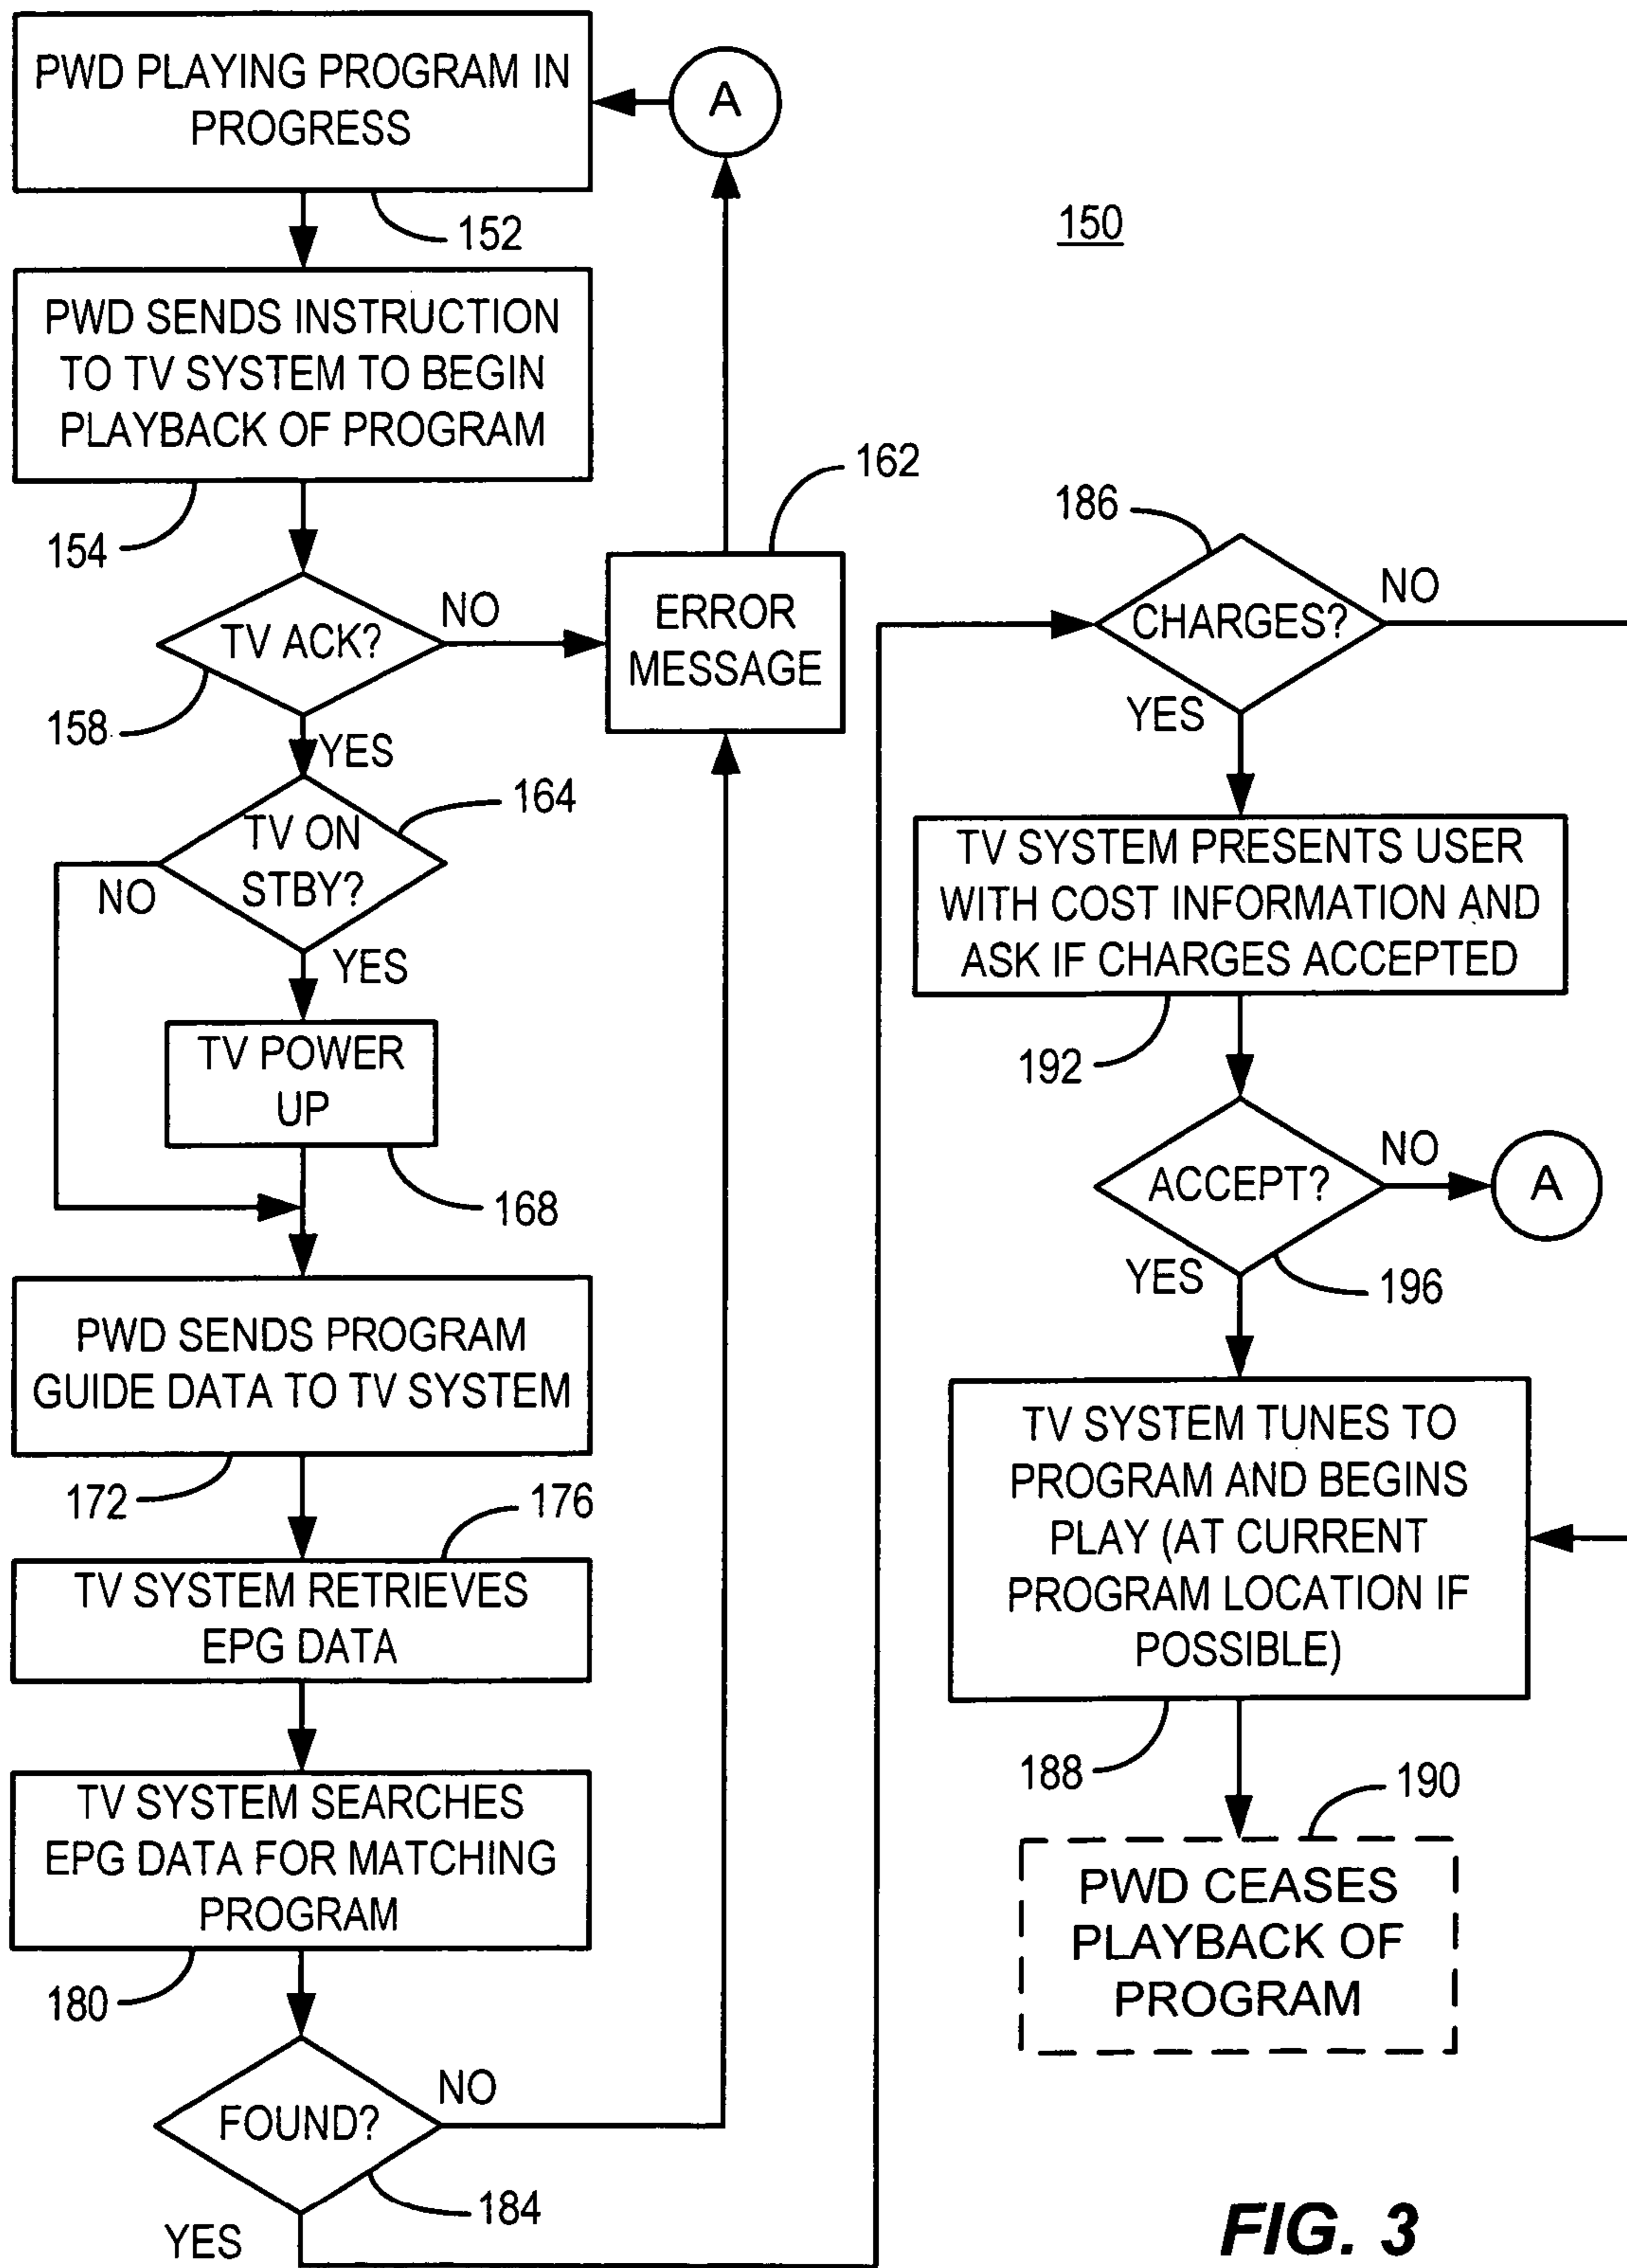 PWD PLAYING PROGRAM IN
PROGRESS
A
152
150
PWD SENDS INSTRUCTION
TO TV SYSTEM TO BEGIN
PLAYBACK OF PROGRAM
154
162
ERROR
MESSAGE
TV ACK?
NO
158
YES
TV ON
STBY?
164
NO
YES
TV POWER
UP
168
PWD SENDS PROGRAM
GUIDE DATA TO TV SYSTEM
172
176
TV SYSTEM RETRIEVES
EPG DATA
TV SYSTEM SEARCHES
EPG DATA FOR MATCHING
PROGRAM
180
FOUND?
NO
184
YES
186
CHARGES?
NO
YES
TV SYSTEM PRESENTS USER
WITH COST INFORMATION AND
ASK IF CHARGES ACCEPTED
192
ACCEPT?
NO
A
YES
196
TV SYSTEM TUNES TO
PROGRAM AND BEGINS
PLAY (AT CURRENT
PROGRAM LOCATION IF
POSSIBLE)
188
190
PWD CEASES
PLAYBACK OF
PROGRAM
FIG. 3